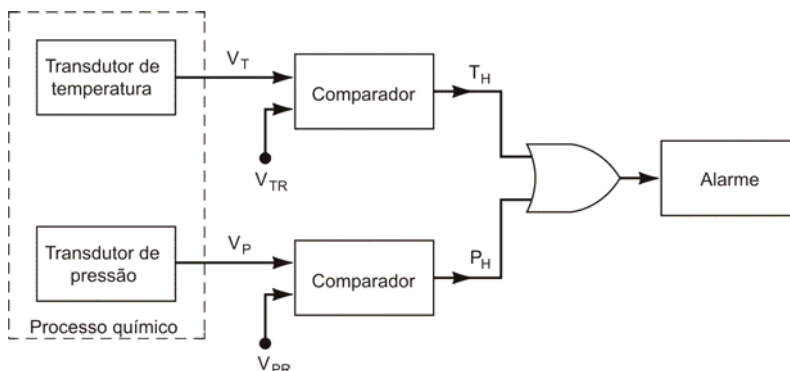 Transdutor de
temperatura
V_T
Comparador
T_H
V_TR
Alarme
Transdutor de
pressão
V_P
Comparador
P_H
Processo químico
V_PR